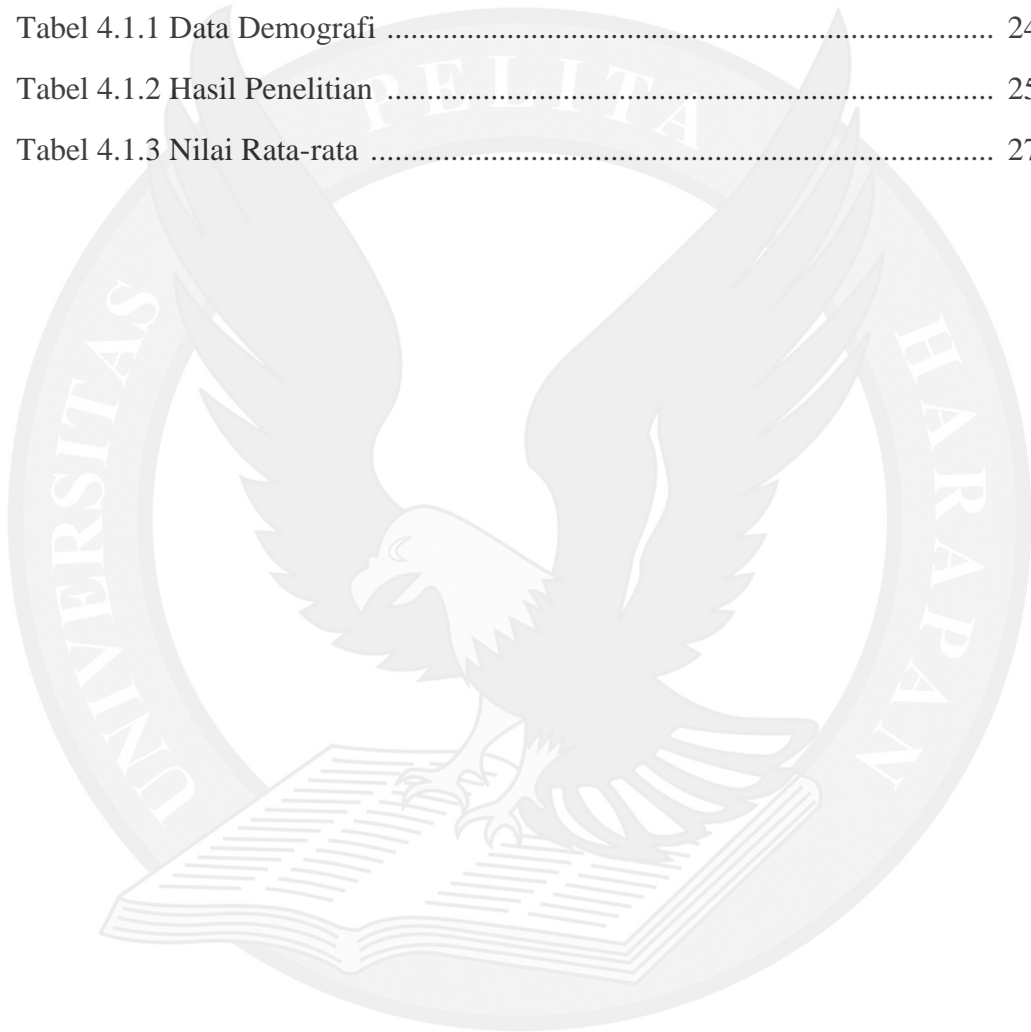 Tabel 4.1.1 Data Demografi ........................................................................... 24
Tabel 4.1.2 Hasil Penelitian ........................................................................... 25
Tabel 4.1.3 Nilai Rata-rata ............................................................................. 27
UNIVERSITAS PELITA HARAPAN